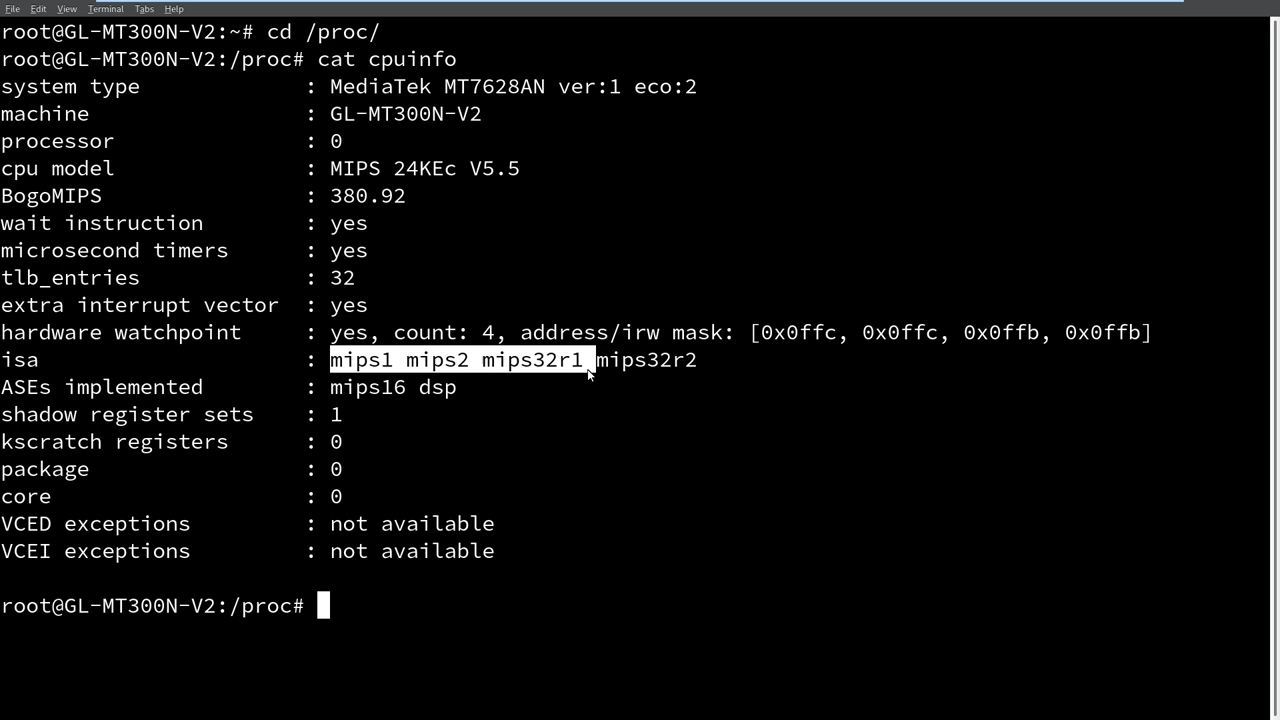 File Edit View Terminal Tabs Help
root@GL-MT300N-V2:~# cd /proc/
root@GL-MT300N-V2:/proc# cat cpuinfo
system type : MediaTek MT7628AN ver:1 eco:2
machine : GL-MT300N-V2
processor : 0
cpu model : MIPS 24KEc V5.5
BogoMIPS : 380.92
wait instruction : yes
microsecond timers : yes
tlb_entries : 32
extra interrupt vector : yes
hardware watchpoint : yes, count: 4, address/irw mask: [0x0ffc, 0x0ffc, 0x0ffb, 0x0ffb]
isa : mips1 mips2 mips32r1 mips32r2
ASEs implemented : mips16 dsp
shadow register sets : 1
kscratch registers : 0
package : 0
core : 0
VCED exceptions : not available
VCEI exceptions : not available
root@GL-MT300N-V2:/proc#